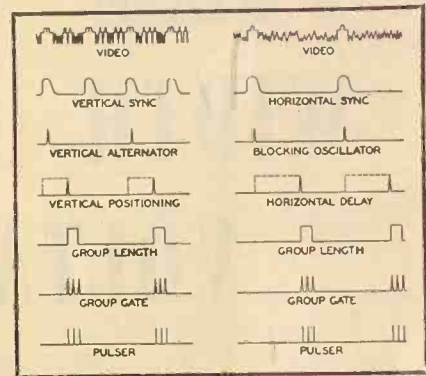 VIDEO
VERTICAL SYNC
VERTICAL ALTERNATOR
VERTICAL POSITIONING
GROUP LENGTH
GROUP GATE
PULSER
VIDEO
HORIZONTAL SYNC
BLOCKING OSCILLATOR
HORIZONTAL DELAY
GROUP LENGTH
GROUP GATE
PULSER